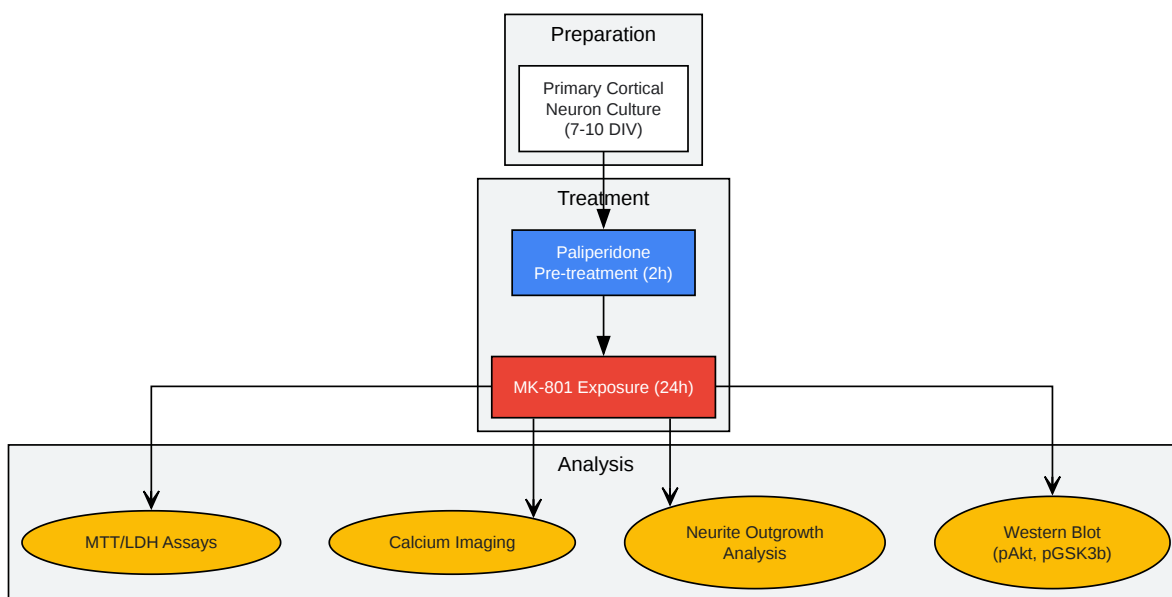 Preparation
Primary Cortical
Neuron Culture
(7-10 DIV)
Treatment
Paliperidone
Pre-treatment (2h)
MK-801 Exposure (24h)
Analysis
MTT/LDH Assays
Calcium Imaging
Neurite Outgrowth
Analysis
Western Blot
(pAkt, pGSK3b)